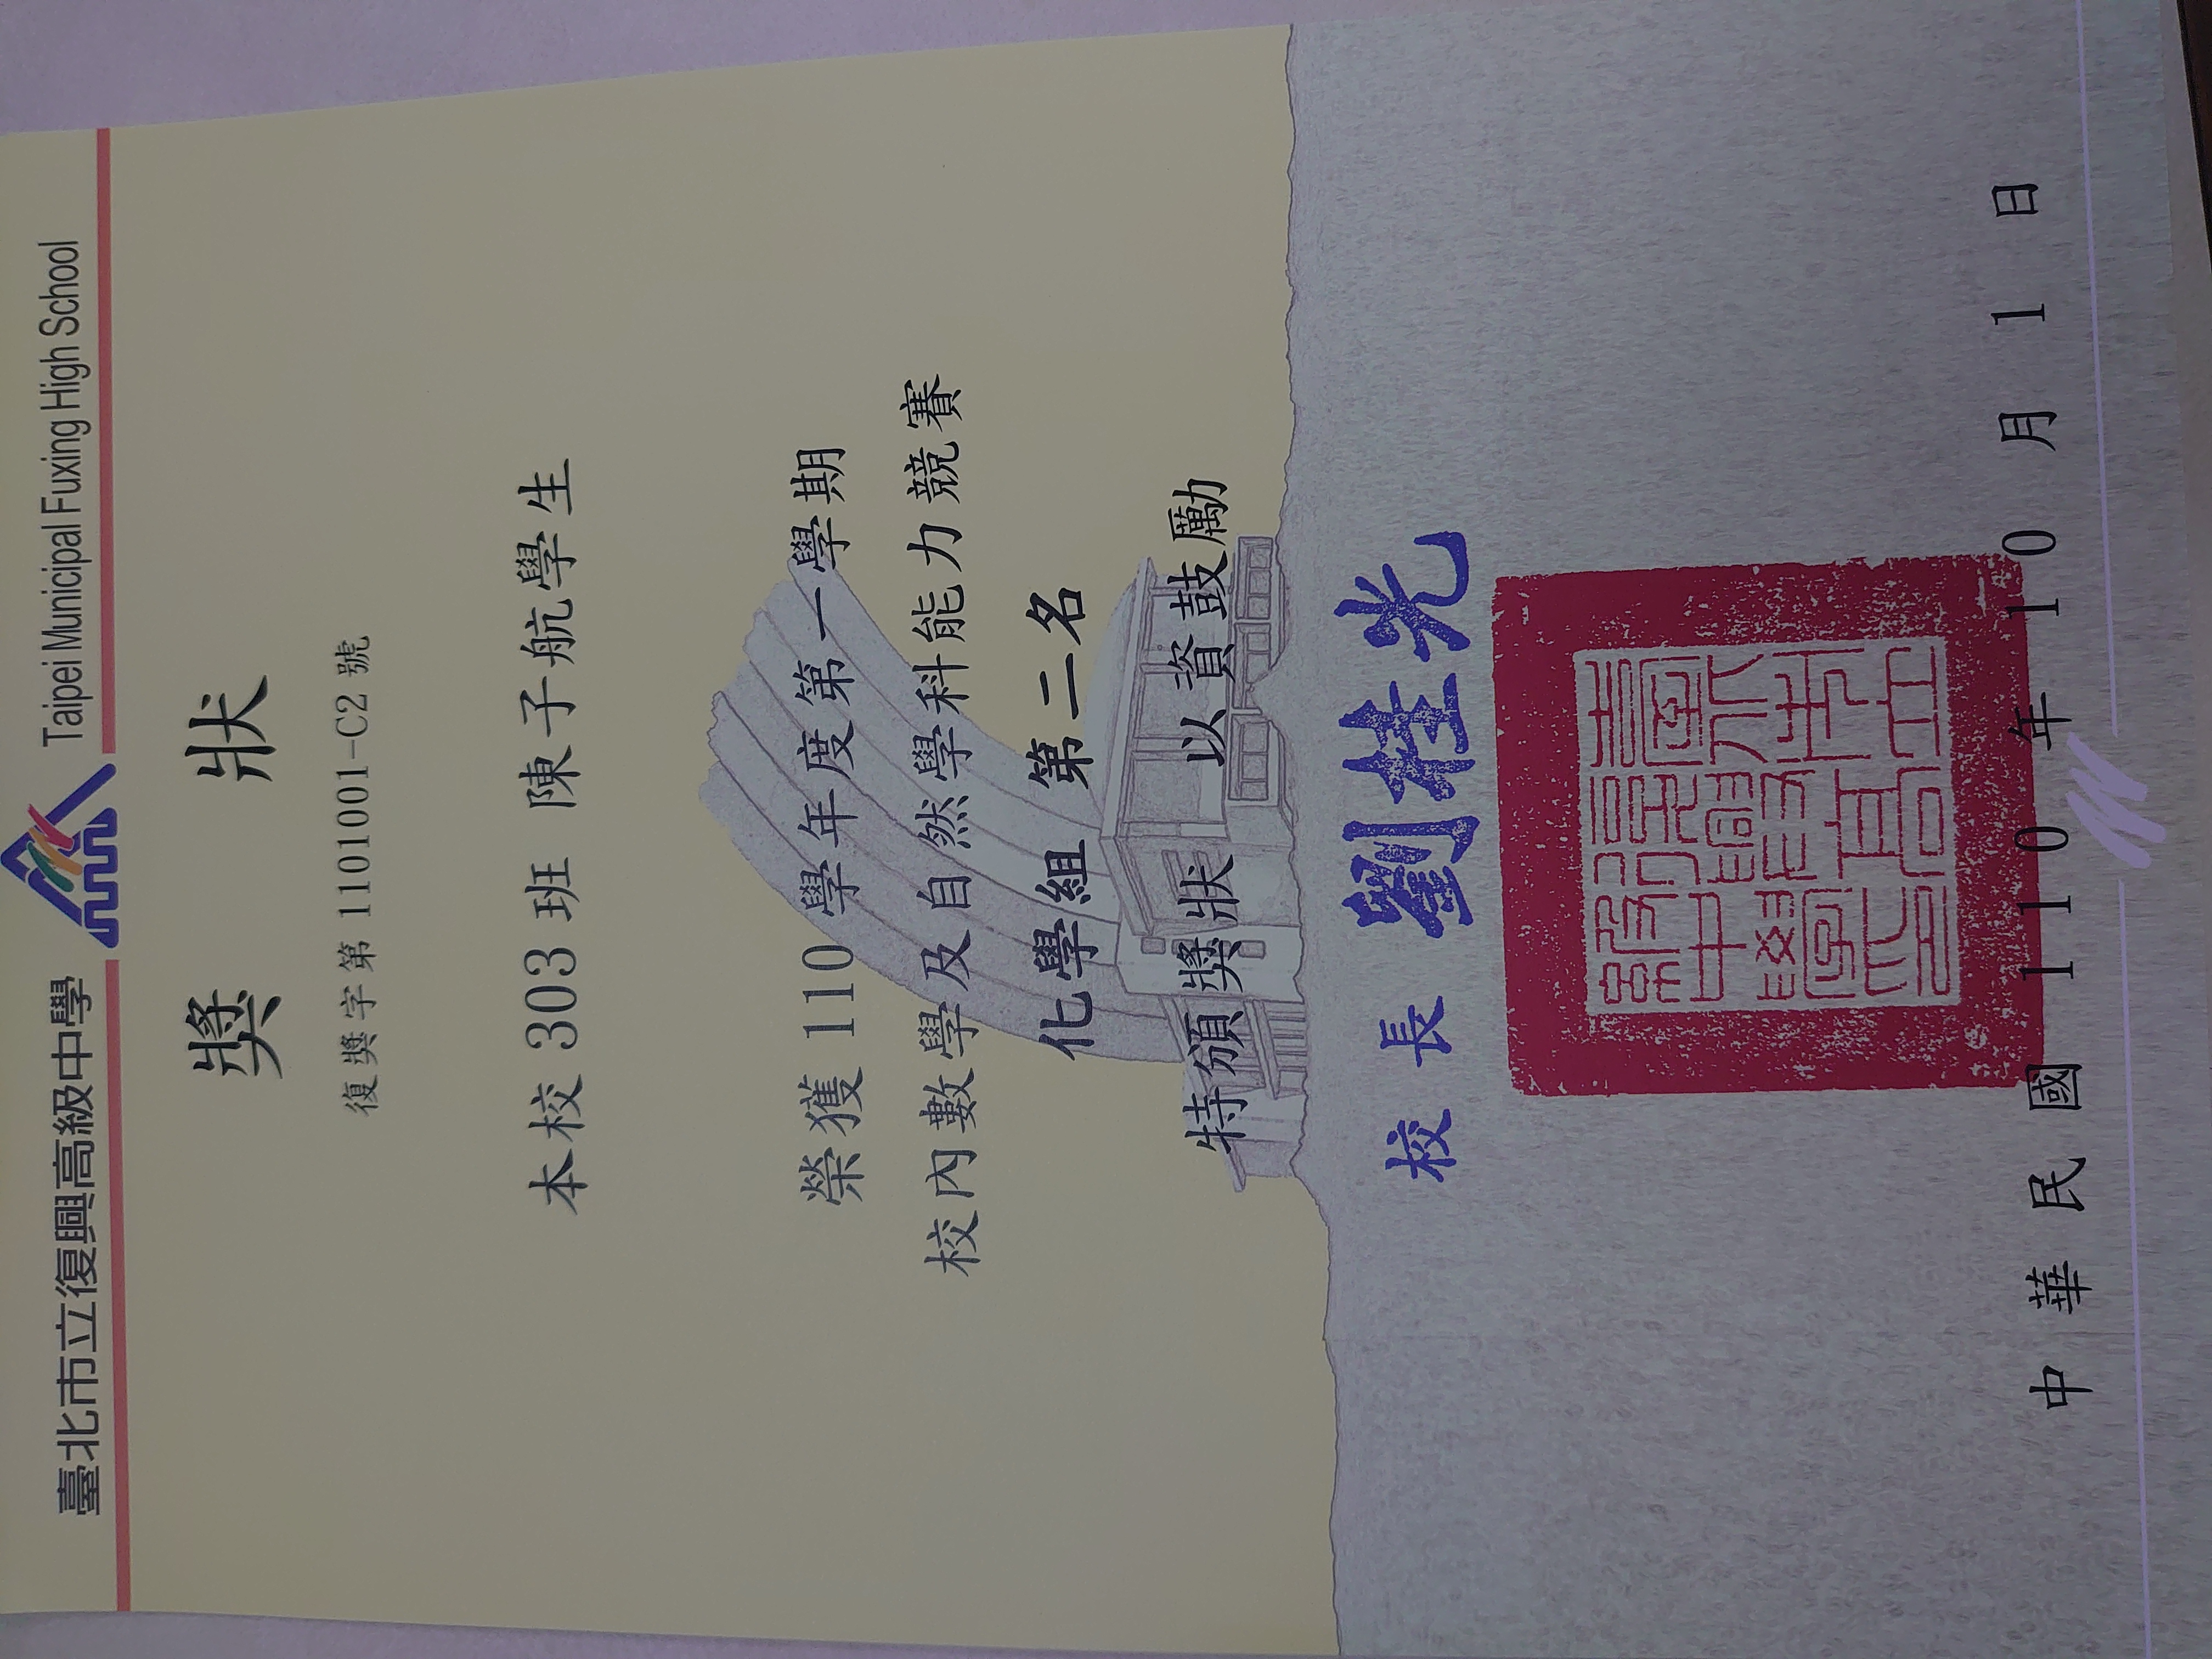 臺北市立復興高級中學 Taipei Municipal Fuxing High School
獎 狀
復獎字第 1101001-C2 號
本校 303 班 陳子航學生
榮獲 110 學年度第一學期
校內數學及自然學科能力競賽
化學組 第二名
特頒獎狀 以資鼓勵
校長 劉桂光
臺北市立
復興高
級中學印
中華民國 110 年 10 月 1 日